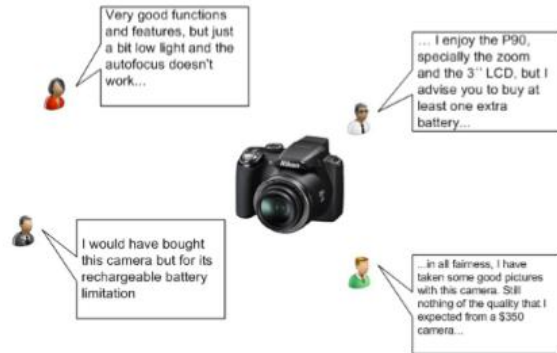 Very good functions
and features, but just
a bit low light and the
autofocus doesn't
work...
... I enjoy the P90,
specially the zoom
and the 3´´ LCD, but I
advise you to buy at
least one extra
battery...
Nikon
I would have bought
this camera but for its
rechargeable battery
limitation
...in all fairness, I have
taken some good pictures
with this camera. Still
nothing of the quality that I
expected from a $350
camera...